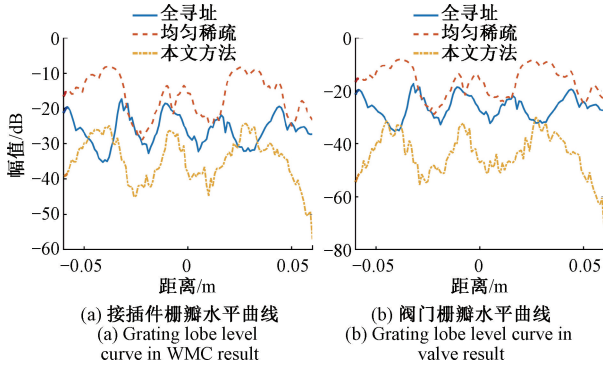 全寻址
均匀稀疏
本文方法
0
−10
−20
−30
−40
−50
−60
幅值/dB
−0.05
0
0.05
距离/m
(a) 接插件栅瓣水平曲线
(a) Grating lobe level
curve in WMC result
全寻址
均匀稀疏
本文方法
0
−20
−40
−60
−80
−0.05
0
0.05
距离/m
(b) 阀门栅瓣水平曲线
(b) Grating lobe level curve in
valve result